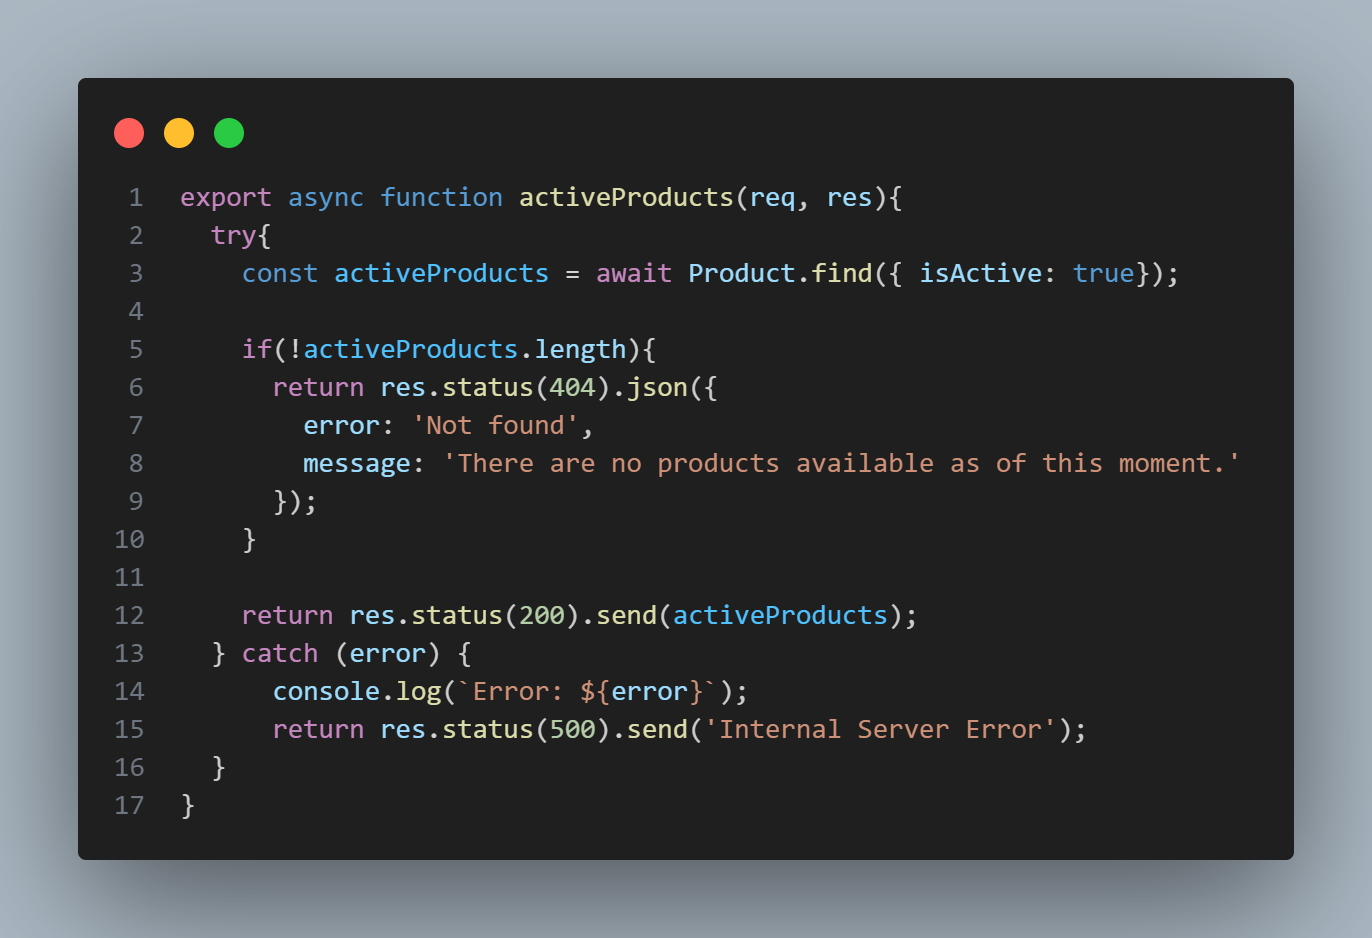 1 export async function activeProducts(req, res){
2   try{
3     const activeProducts = await Product.find({ isActive: true});
4
5     if(!activeProducts.length){
6       return res.status(404).json({
7         error: 'Not found',
8         message: 'There are no products available as of this moment.'
9       });
10     }
11
12     return res.status(200).send(activeProducts);
13   } catch (error) {
14       console.log(`Error: ${error}`);
15       return res.status(500).send('Internal Server Error');
16   }
17 }